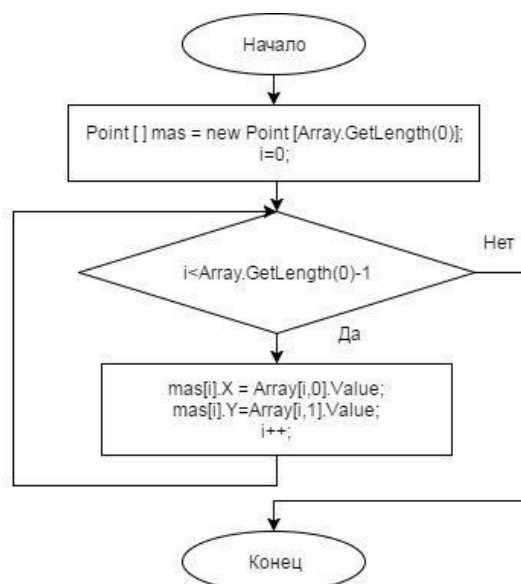 Начало
Point [ ] mas = new Point [Array.GetLength(0)];
i=0;
Нет
i<Array.GetLength(0)-1
Да
mas[i].X = Array[i,0].Value;
mas[i].Y=Array[i,1].Value;
i++;
Конец